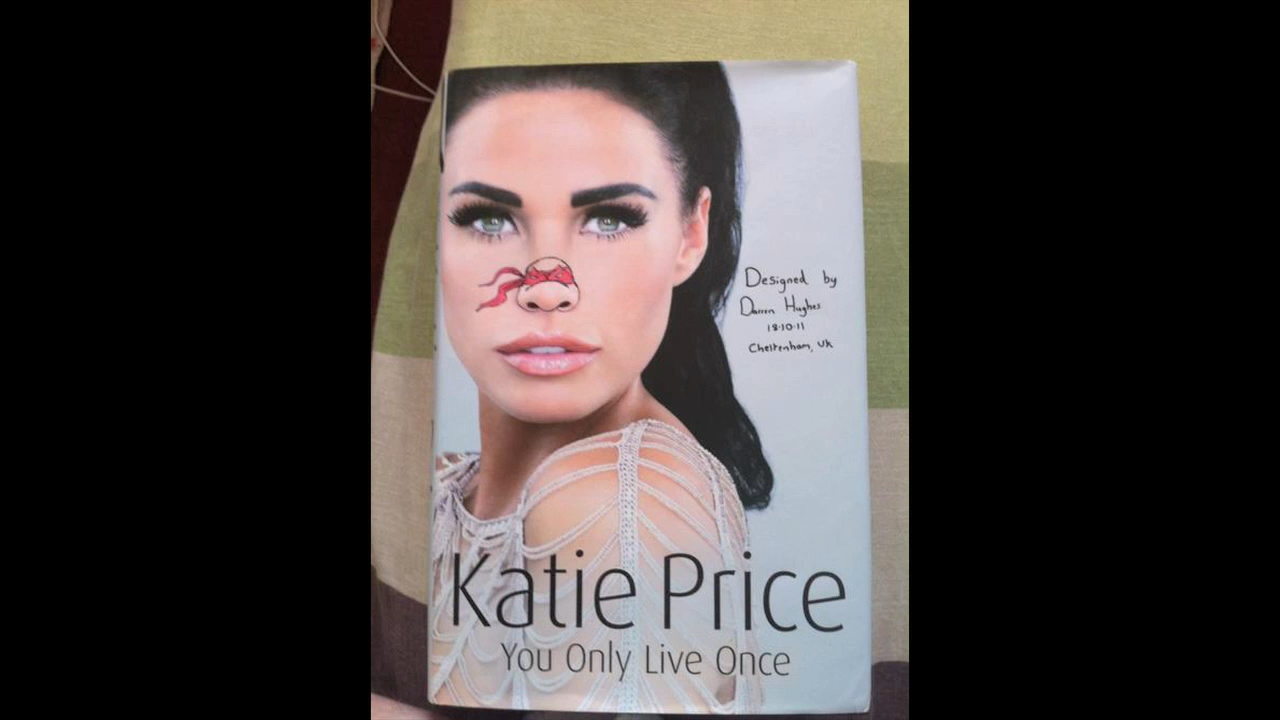 Designed by
Darren Hughes
18·10·11
Cheltenham, UK
Katie Price
You Only Live Once